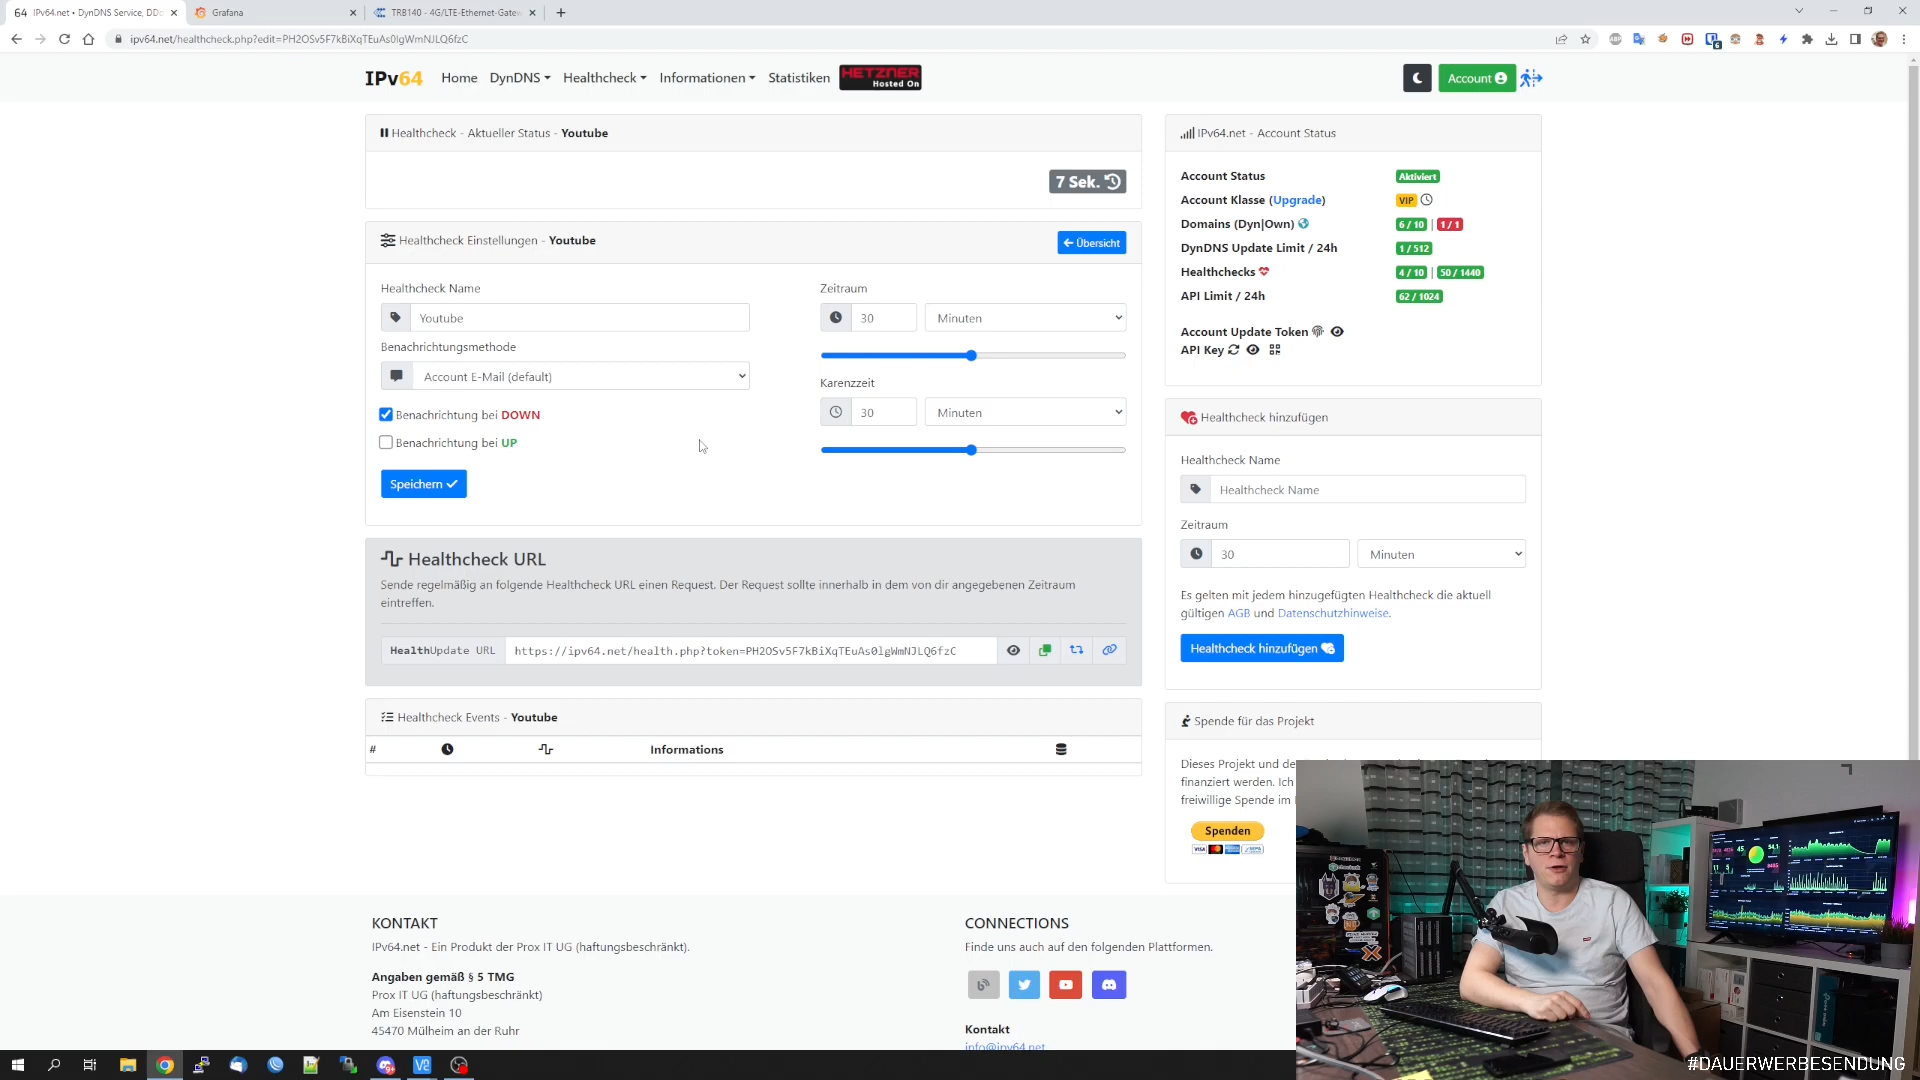 64 IPv64.net • DynDNS Service, DDo
Grafana
TRB140 - 4G/LTE-Ethernet-Gatew
ipv64.net/healthcheck.php?edit=PH2OSv5F7kBiXqTEuAs0lgWmNJLQ6fzC
IPv64
Home
DynDNS
Healthcheck
Informationen
Statistiken
HETZNER
Hosted On
Account
Healthcheck - Aktueller Status - Youtube
7 Sek.
Healthcheck Einstellungen - Youtube
Übersicht
Healthcheck Name
Youtube
Benachrichtungsmethode
Account E-Mail (default)
Benachrichtung bei DOWN
Benachrichtung bei UP
Speichern
Zeitraum
30
Minuten
Karenzzeit
30
Minuten
Healthcheck URL
Sende regelmäßig an folgende Healthcheck URL einen Request. Der Request sollte innerhalb in dem von dir angegebenen Zeitraum
eintreffen.
HealthUpdate URL
https://ipv64.net/health.php?token=PH2OSv5F7kBiXqTEuAs0lgWmNJLQ6fzC
Healthcheck Events - Youtube
#
Informations
IPv64.net - Account Status
Account Status Aktiviert
Account Klasse (Upgrade) VIP
Domains (Dyn|Own) 6 / 10 | 1 / 1
DynDNS Update Limit / 24h 1 / 512
Healthchecks 4 / 10 | 50 / 1440
API Limit / 24h 62 / 1024
Account Update Token
API Key
Healthcheck hinzufügen
Healthcheck Name
Healthcheck Name
Zeitraum
30
Minuten
Es gelten mit jedem hinzugefügten Healthcheck die aktuell
gültigen AGB und Datenschutzhinweise.
Healthcheck hinzufügen
Spende für das Projekt
Dieses Projekt und de
finanziert werden. Ich
freiwillige Spende im
Spenden
VISA
KONTAKT
IPv64.net - Ein Produkt der Prox IT UG (haftungsbeschränkt).
Angaben gemäß § 5 TMG
Prox IT UG (haftungsbeschränkt)
Am Eisenstein 10
45470 Mülheim an der Ruhr
CONNECTIONS
Finde uns auch auf den folgenden Plattformen.
Kontakt
info@ipv64.net
#DAUERWERBESENDUNG